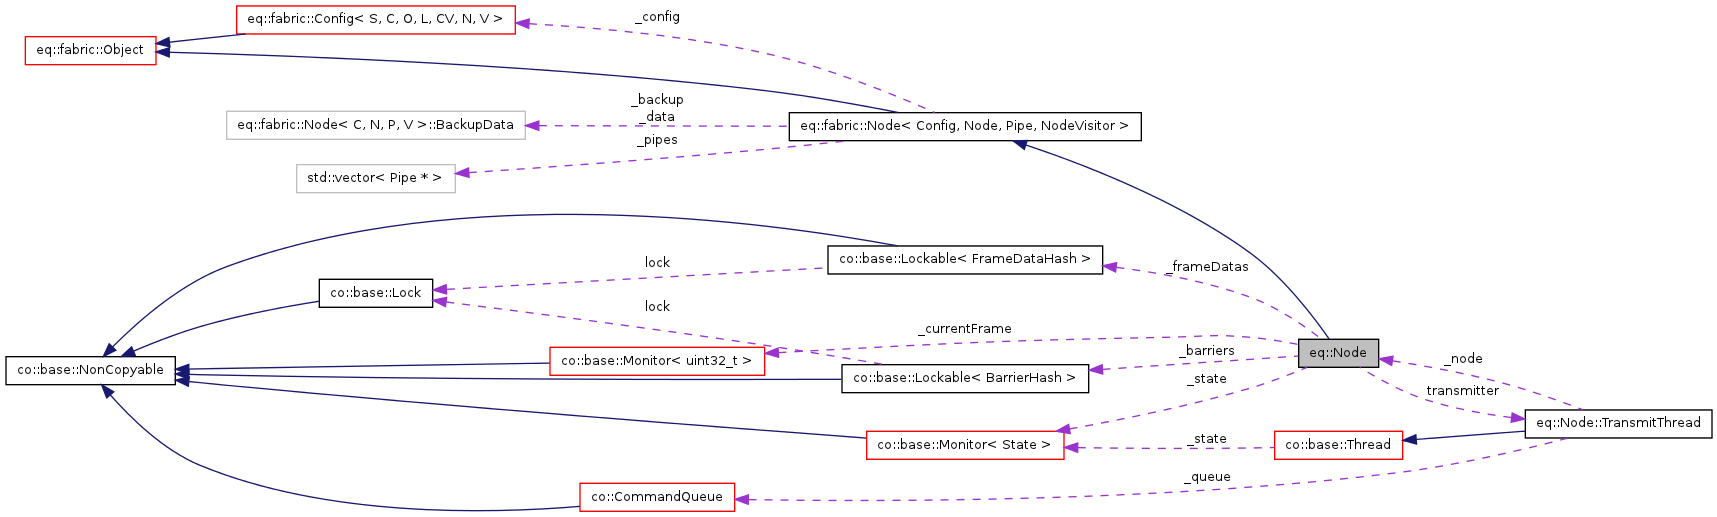 eq::fabric::Config< S, C, O, L, CV, N, V >
_config
eq::fabric::Object
_backup
_data
eq::fabric::Node< C, N, P, V >::BackupData
eq::fabric::Node< Config, Node, Pipe, NodeVisitor >
_pipes
std::vector< Pipe * >
co::base::Lockable< FrameDataHash >
_frameDatas
lock
co::base::Lock
lock
_currentFrame
co::base::Monitor< uint32_t >
_barriers
eq::Node
_node
co::base::NonCopyable
co::base::Lockable< BarrierHash >
_state
transmitter
eq::Node::TransmitThread
co::base::Monitor< State >
_state
co::base::Thread
_queue
co::CommandQueue